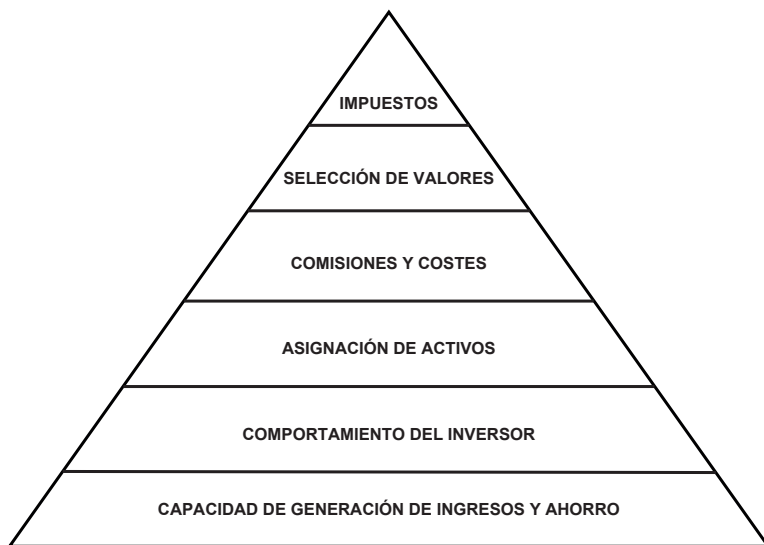 IMPUESTOS
SELECCIÓN DE VALORES
COMISIONES Y COSTES
ASIGNACIÓN DE ACTIVOS
COMPORTAMIENTO DEL INVERSOR
CAPACIDAD DE GENERACIÓN DE INGRESOS Y AHORRO